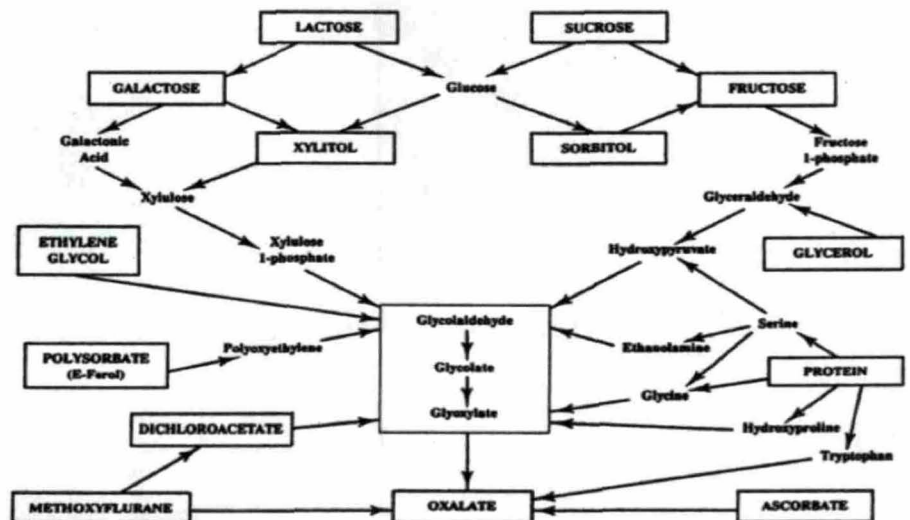 LACTOSE
SUCROSE
GALACTOSE
Glucose
FRUCTOSE
Galactonic
Acid
XYLITOL
SORBITOL
Fructose
1-phosphate
Xylulose
Glyceraldehyde
ETHYLENE
GLYCOL
Xylulose
1-phosphate
Hydroxypyruvate
GLYCEROL
Glycolaldehyde
Serine
POLYSORBATE
(E-Ferol)
Polyoxyethylene
Glycolate
Ethanolamine
PROTEIN
Glycine
DICHLOROACETATE
Glyoxylate
Hydroxyproline
Tryptophan
METHOXYFLURANE
OXALATE
ASCORBATE